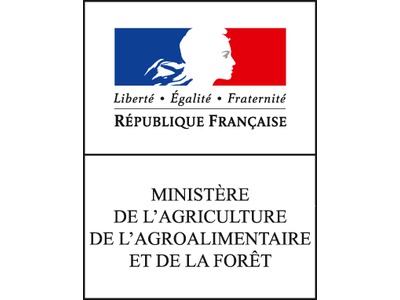 Liberté • Égalité • Fraternité
RÉPUBLIQUE FRANÇAISE
MINISTÈRE
DE L'AGRICULTURE
DE L'AGROALIMENTAIRE
ET DE LA FORÊT